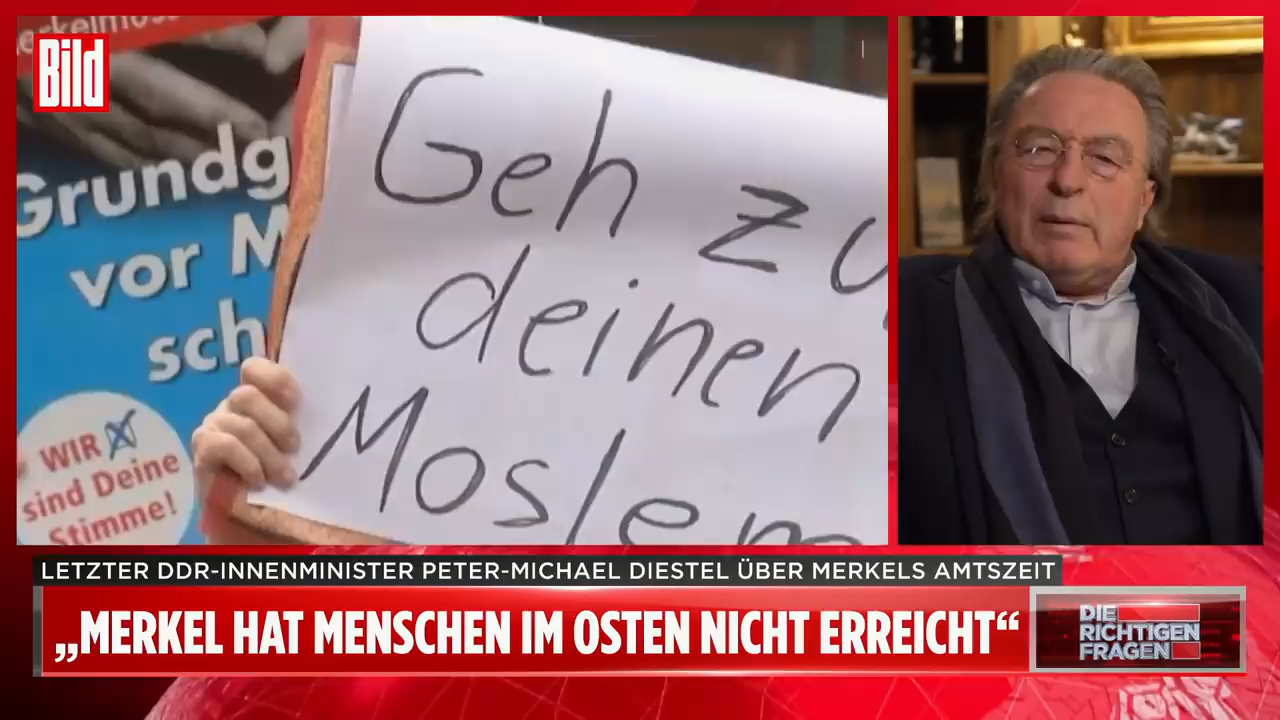 Bild
Grundg
vor M
sch
WIR
sind Deine
Stimme!
Geh zu
deinen
Moslem
LETZTER DDR-INNENMINISTER PETER-MICHAEL DIESTEL ÜBER MERKELS AMTSZEIT
„MERKEL HAT MENSCHEN IM OSTEN NICHT ERREICHT“
DIE
RICHTIGEN
FRAGEN